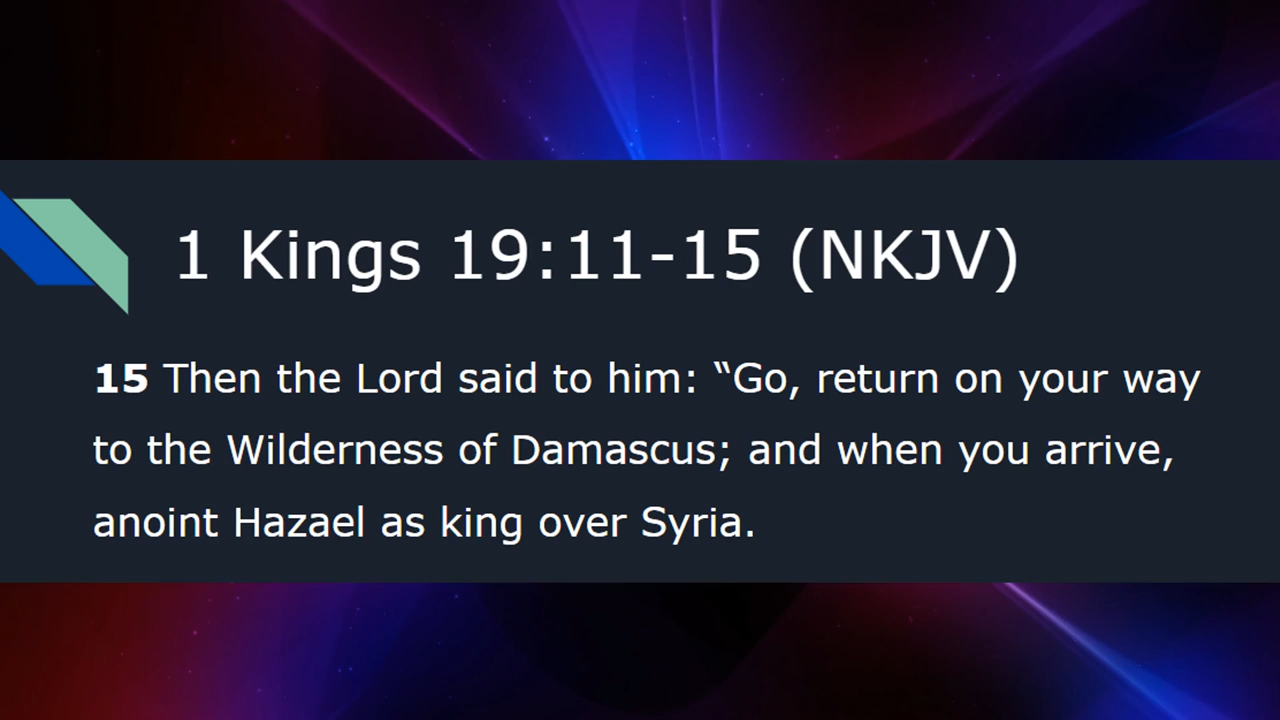 1 Kings 19:11-15 (NKJV)
15 Then the Lord said to him: “Go, return on your way
to the Wilderness of Damascus; and when you arrive,
anoint Hazael as king over Syria.